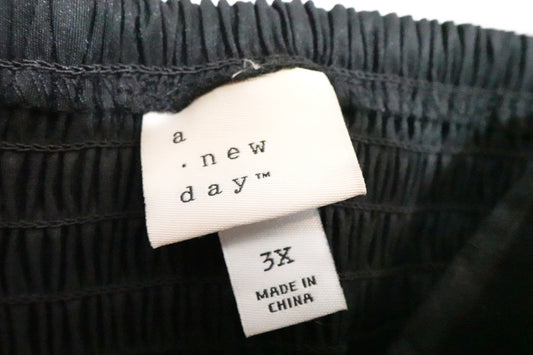 a
. new
day™
3X
MADE IN
CHINA